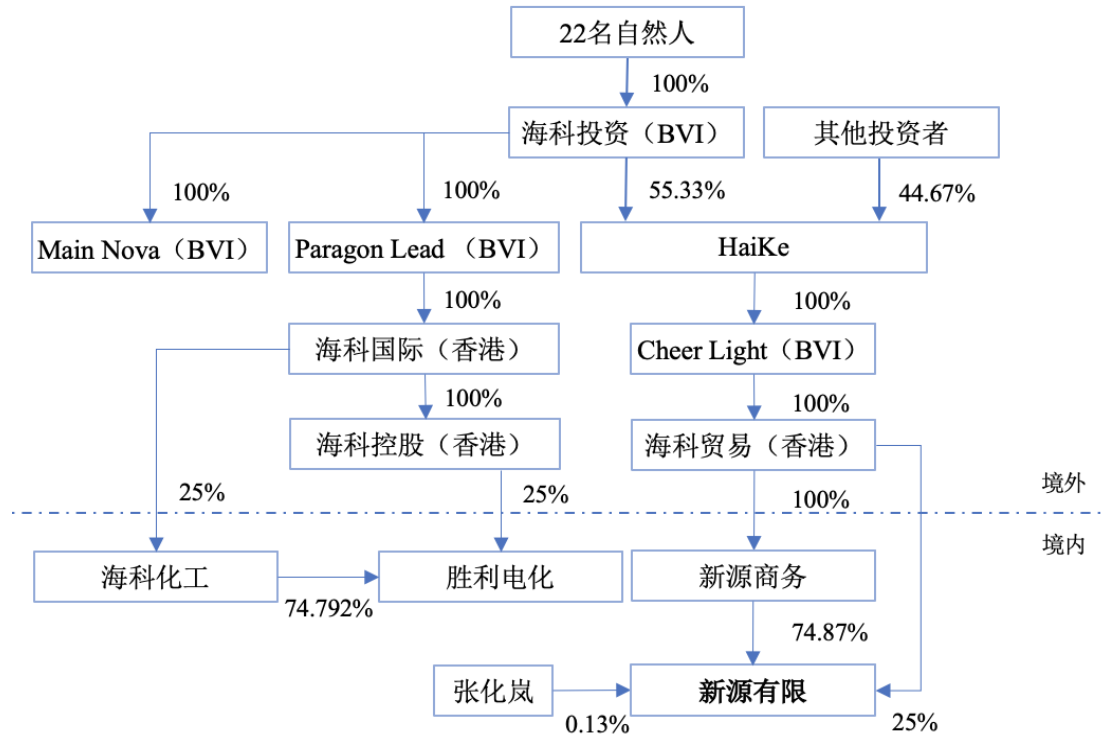 22名自然人
100%
海科投资（BVI）
其他投资者
100%
100%
55.33%
44.67%
Main Nova（BVI）
Paragon Lead （BVI）
HaiKe
100%
100%
海科国际（香港）
Cheer Light（BVI）
100%
100%
海科控股（香港）
海科贸易（香港）
25%
25%
100%
境外
境内
海科化工
胜利电化
新源商务
74.792%
74.87%
张化岚
新源有限
0.13%
25%